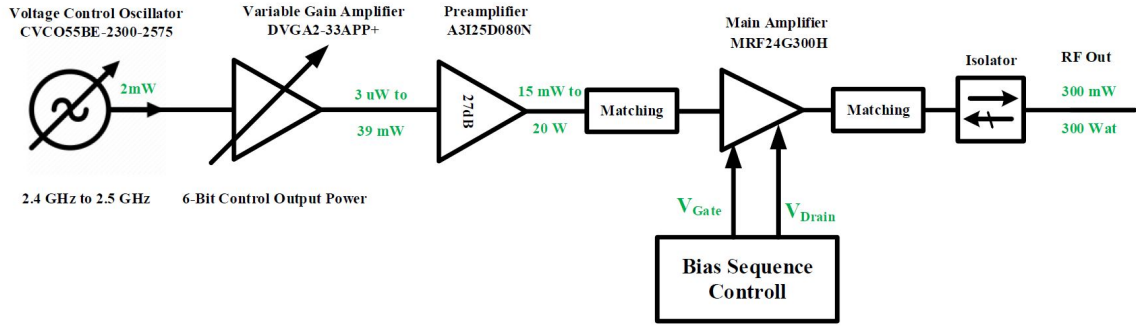 Voltage Control Oscillator
CVCO55BE-2300-2575
Variable Gain Amplifier
DVGA2-33APP+
Preamplifier
A3I25D080N
Main Amplifier
MRF24G300H
Isolator
RF Out
2mW
3 uW to
39 mW
27dB
15 mW to
20 W
Matching
Matching
300 mW
300 Wat
2.4 GHz to 2.5 GHz
6-Bit Control Output Power
VGate
VDrain
Bias Sequence
Controll